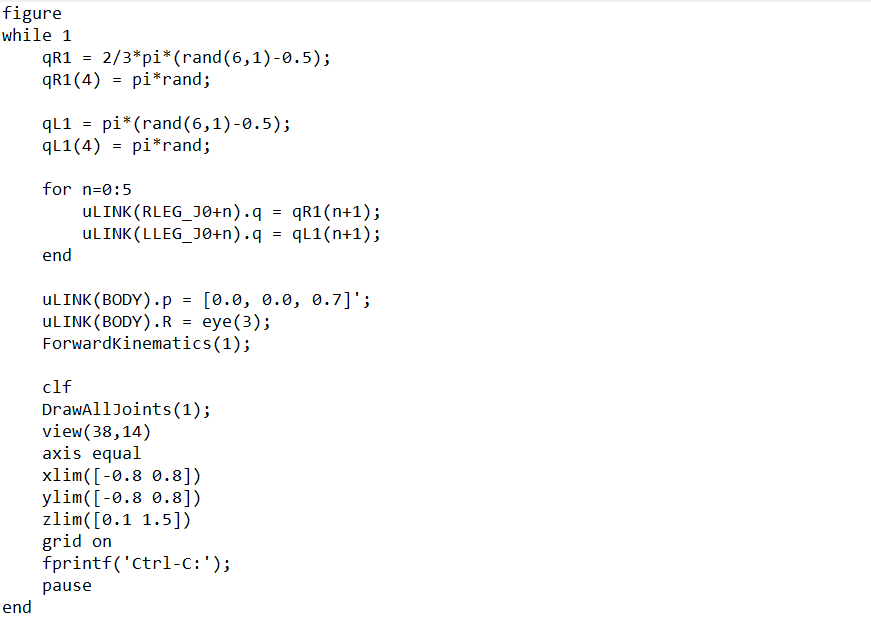 figure
while 1
    qR1 = 2/3*pi*(rand(6,1)-0.5);
    qR1(4) = pi*rand;

    qL1 = pi*(rand(6,1)-0.5);
    qL1(4) = pi*rand;

    for n=0:5
        uLINK(RLEG_J0+n).q = qR1(n+1);
        uLINK(LLEG_J0+n).q = qL1(n+1);
    end

    uLINK(BODY).p = [0.0, 0.0, 0.7]';
    uLINK(BODY).R = eye(3);
    ForwardKinematics(1);

    clf
    DrawAllJoints(1);
    view(38,14)
    axis equal
    xlim([-0.8 0.8])
    ylim([-0.8 0.8])
    zlim([0.1 1.5])
    grid on
    fprintf('Ctrl-C:');
    pause
end